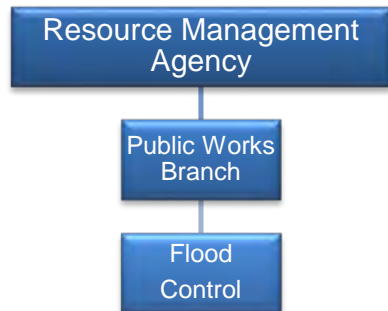 Resource Management
Agency
Public Works
Branch
Flood
Control